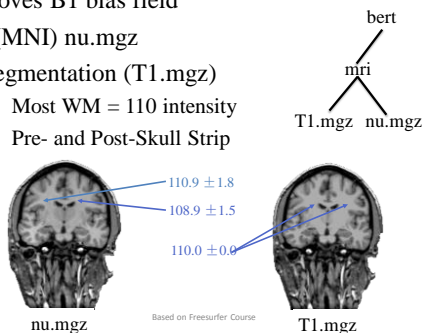 oves B1 bias field
(MNI) nu.mgz
egmentation (T1.mgz)
Most WM = 110 intensity
Pre- and Post-Skull Strip
bert
mri
T1.mgz nu.mgz
110.9 ±1.8
108.9 ±1.5
110.0 ±0.0
nu.mgz
Based on Freesurfer Course
T1.mgz